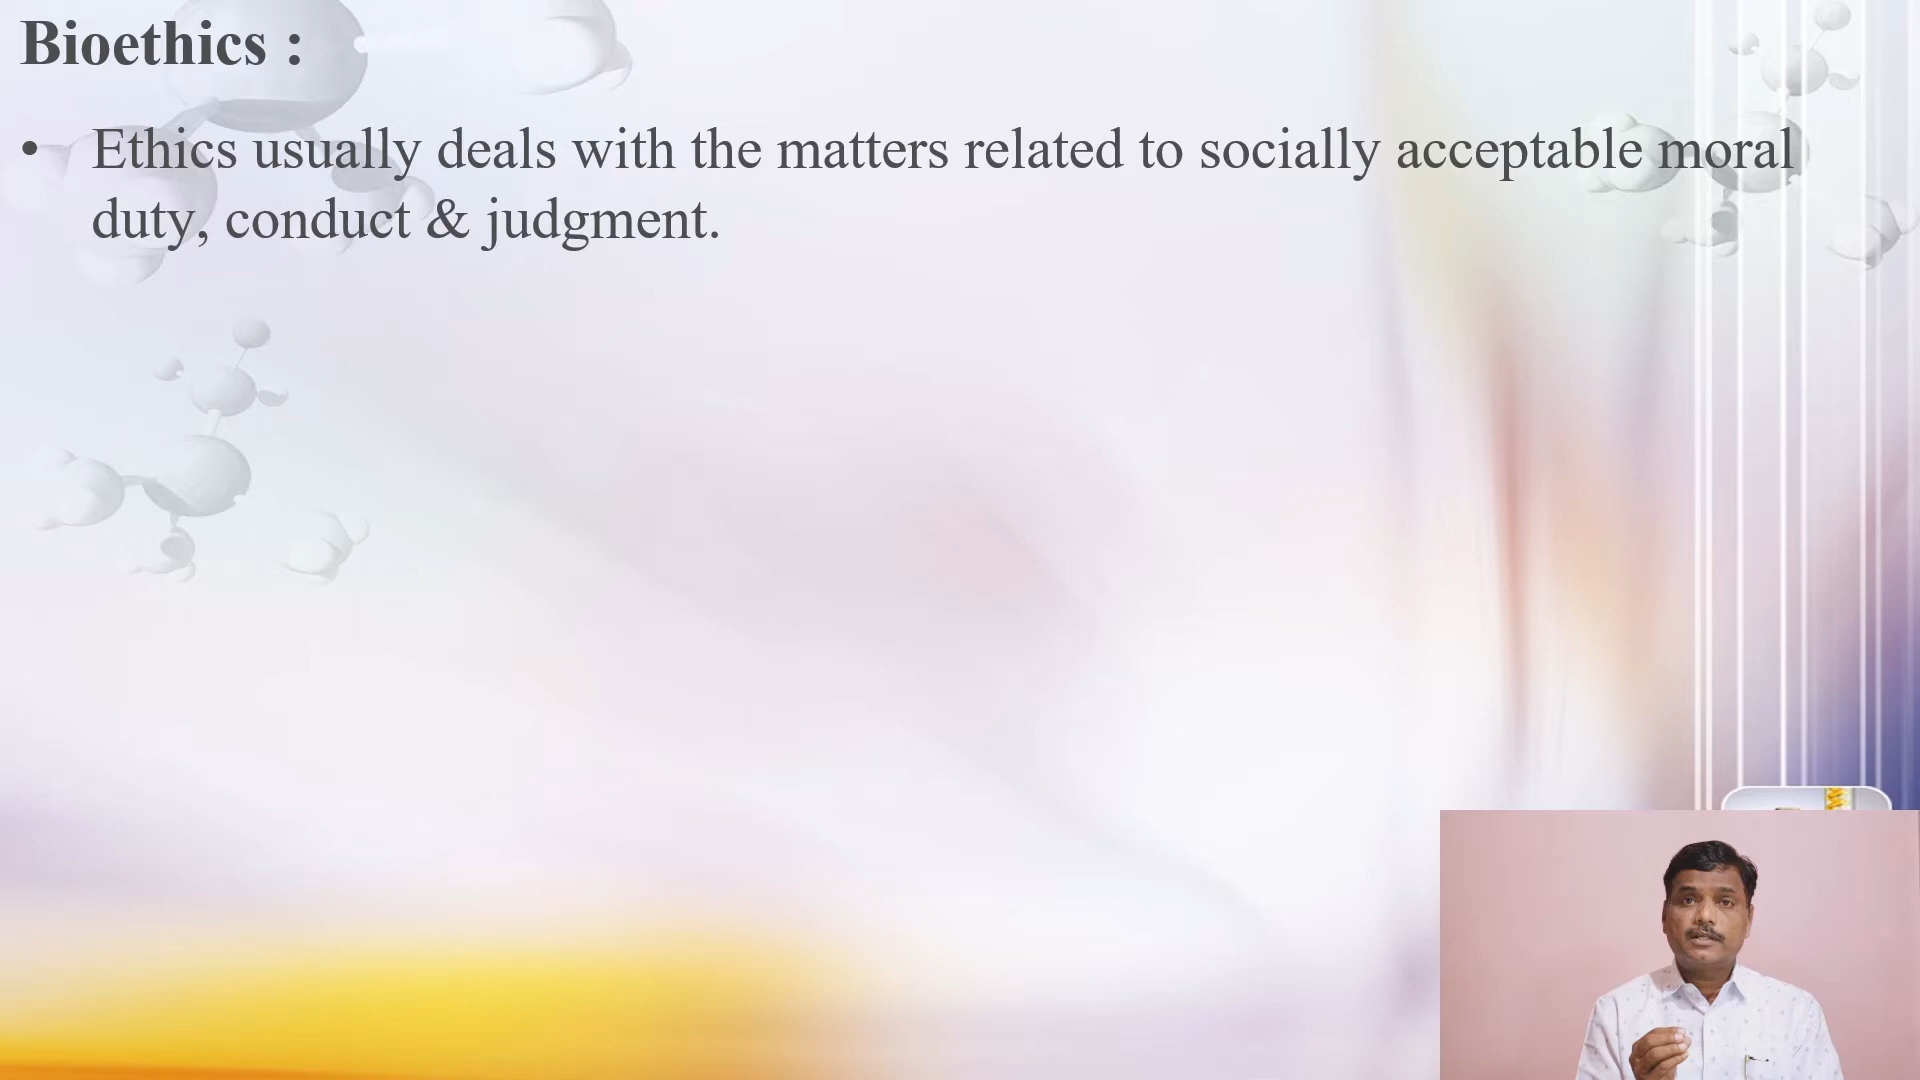 Bioethics :
• Ethics usually deals with the matters related to socially acceptable moral
duty, conduct & judgment.